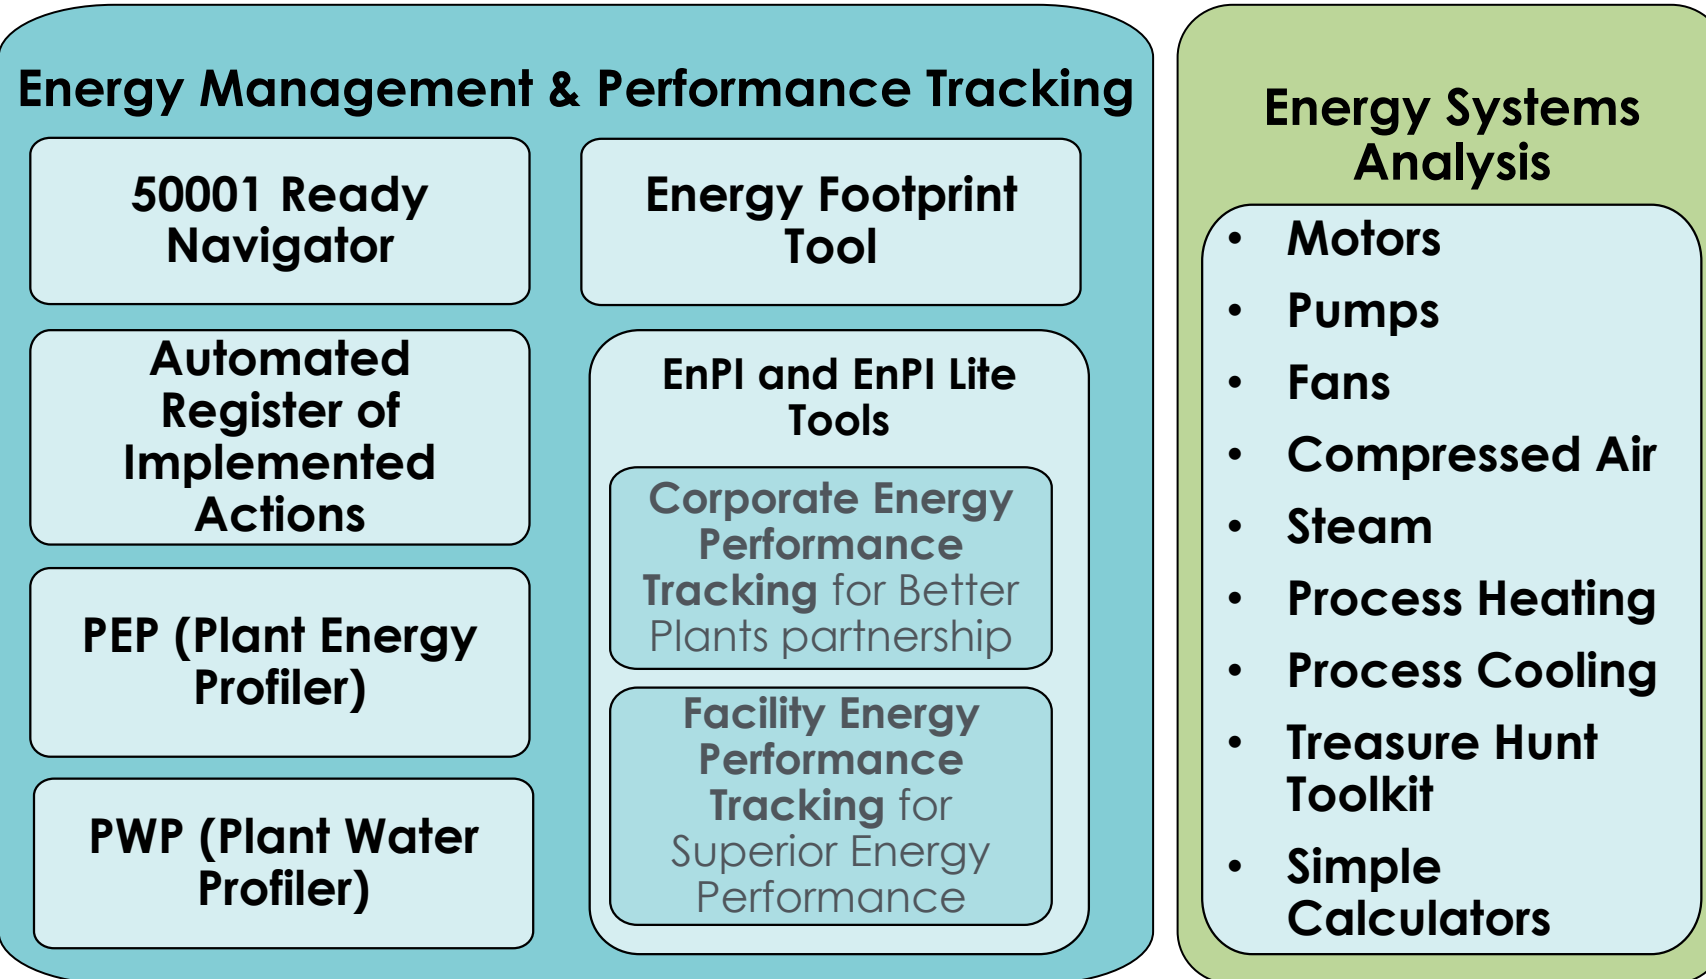 Energy Management & Performance Tracking
50001 Ready
Navigator
Automated
Register of
Implemented
Actions
PEP (Plant Energy
Profiler)
PWP (Plant Water
Profiler)
Energy Footprint
Tool
EnPI and EnPI Lite
Tools
Corporate Energy
Performance
Tracking for Better
Plants partnership
Facility Energy
Performance
Tracking for
Superior Energy
Performance
Energy Systems
Analysis
• Motors
• Pumps
• Fans
• Compressed Air
• Steam
• Process Heating
• Process Cooling
• Treasure Hunt
Toolkit
• Simple
Calculators